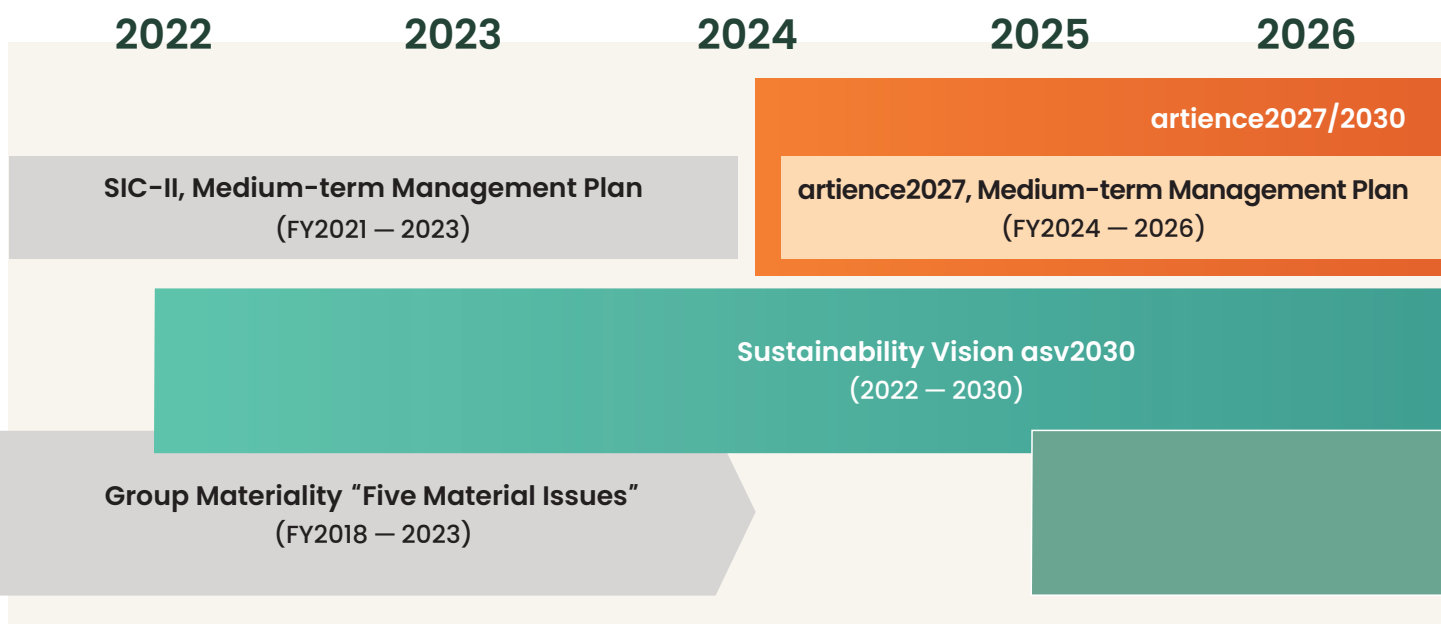 2022 2023 2024 2025 2026
artience2027/2030
SIC-II, Medium-term Management Plan
(FY2021 — 2023)
artience2027, Medium-term Management Plan
(FY2024 — 2026)
Sustainability Vision asv2030
(2022 — 2030)
Group Materiality “Five Material Issues”
(FY2018 — 2023)